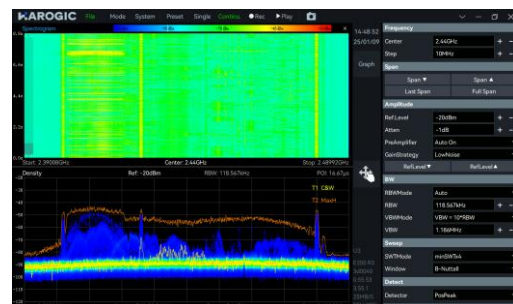 HAROGIC File Mode System Preset Single Continu. Rec Play
Spectrogram
14:48:32
25/01/09
Graph
Start: 2.39008GHz Center: 2.44GHz Stop: 2.48992GHz
Density Ref: -20dBm RBW: 118.567kHz POI: 16.67μs
T1 C&W
T2 MaxH
Frequency
Center 2.44GHz + -
Step 10MHz + -
Span
Span ▼ Span ▲
Last Span Full Span
Amplitude
Ref.Level -20dBm + -
Atten -1dB + -
PreAmplifier Auto On
GainStrategy LowNoise
RefLevel▼ RefLevel▲
BW
RBWMode Auto
RBW 118.567kHz + -
VBWMode VBW = 10*RBW
VBW 1.186MHz + -
Sweep
SWTMode minSWTx4
Window B-Nuttall
Detect
Detector PosPeak